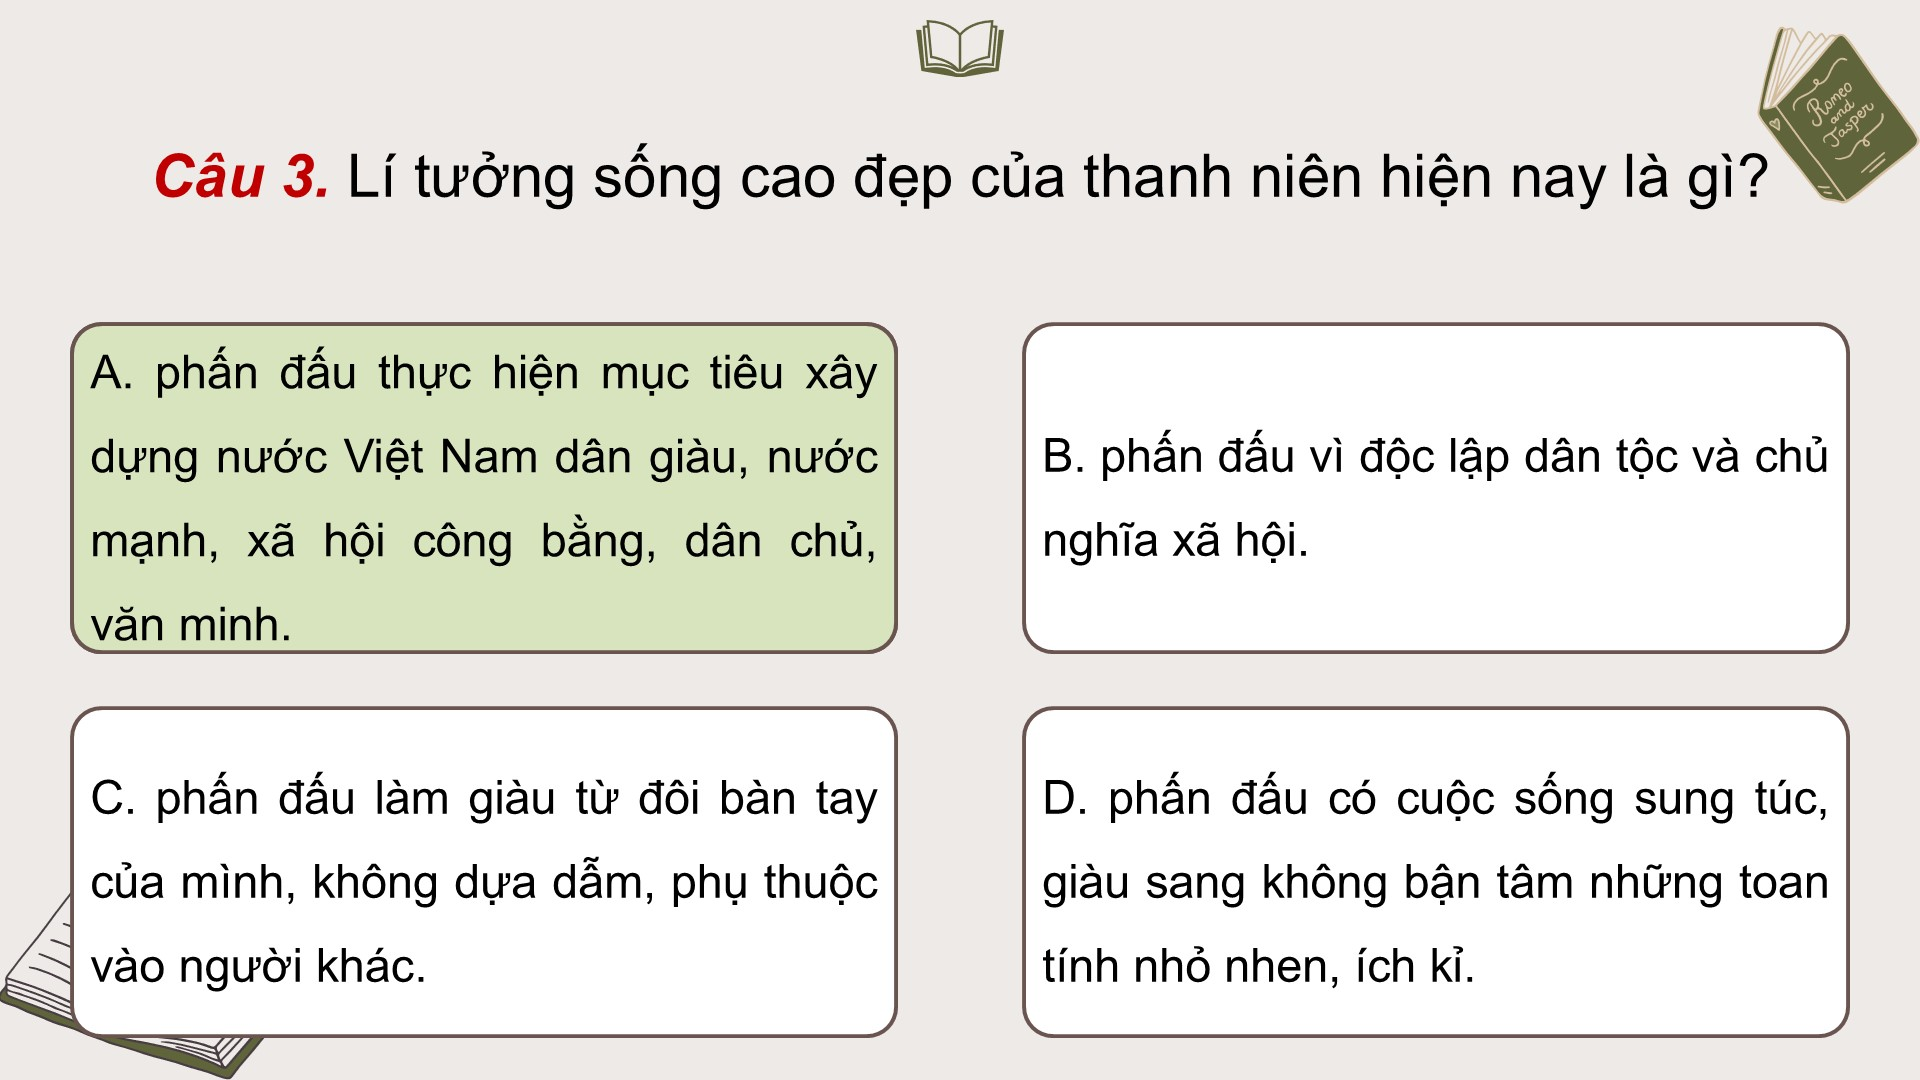 Romeo
and
Jasper
Câu 3. Lí tưởng sống cao đẹp của thanh niên hiện nay là gì?
A. phấn đấu thực hiện mục tiêu xây
dựng nước Việt Nam dân giàu, nước
mạnh, xã hội công bằng, dân chủ,
văn minh.
B. phấn đấu vì độc lập dân tộc và chủ
nghĩa xã hội.
C. phấn đấu làm giàu từ đôi bàn tay
của mình, không dựa dẫm, phụ thuộc
vào người khác.
D. phấn đấu có cuộc sống sung túc,
giàu sang không bận tâm những toan
tính nhỏ nhen, ích kỉ.